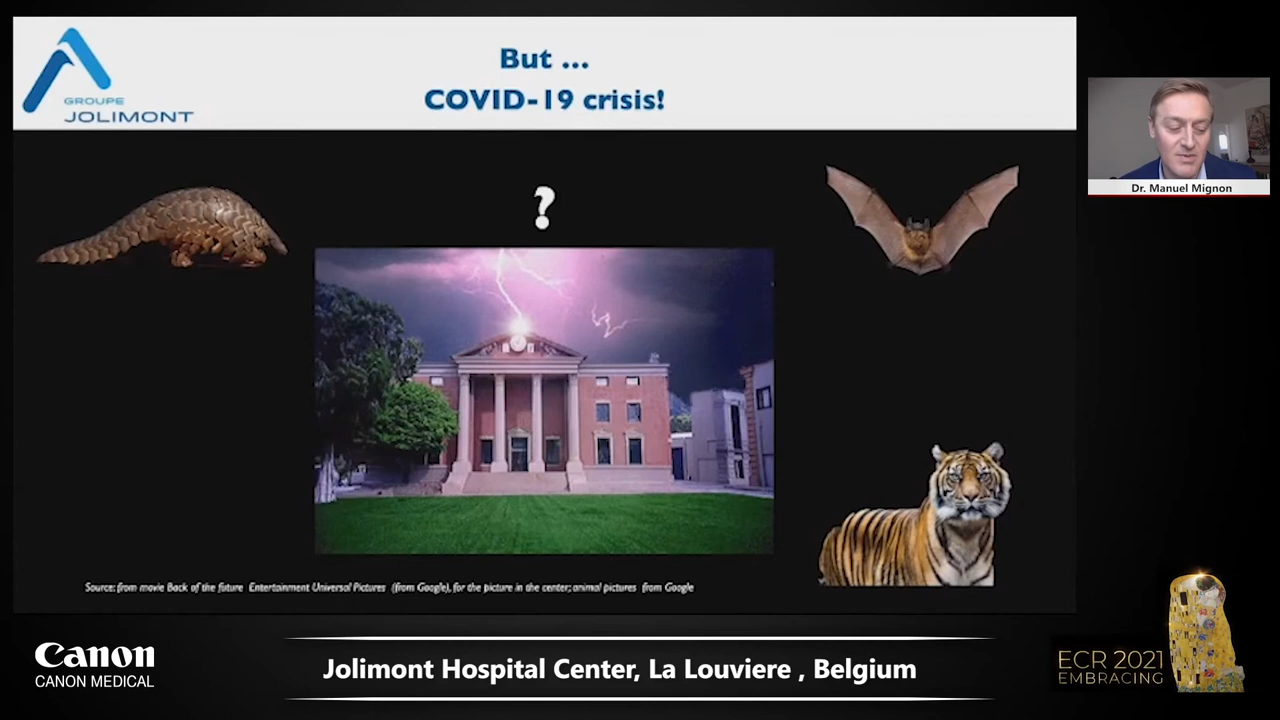 But ...
COVID-19 crisis!
GROUPE
JOLIMONT
?
Dr. Manuel Mignon
Source: from movie Back of the future Entertainment Universal Pictures (from Google), for the picture in the center; animal pictures from Google
Canon
CANON MEDICAL
Jolimont Hospital Center, La Louviere , Belgium
ECR 2021
EMBRACING